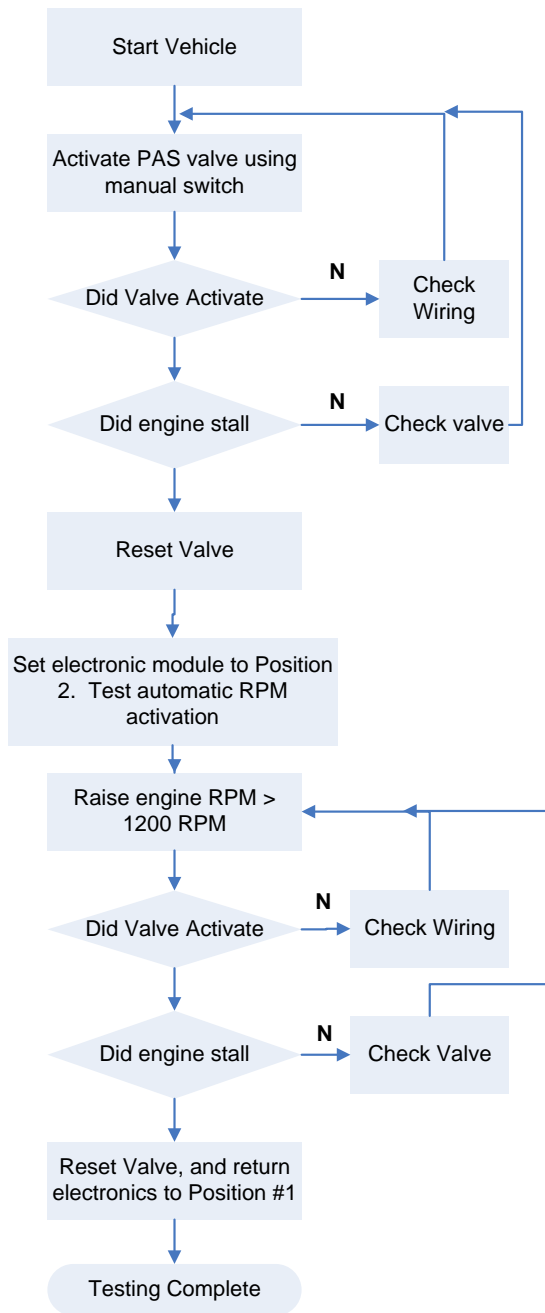 Start Vehicle
Activate PAS valve using
manual switch
Did Valve Activate
N
Check
Wiring
Did engine stall
N
Check valve
Reset Valve
Set electronic module to Position
2. Test automatic RPM
activation
Raise engine RPM >
1200 RPM
Did Valve Activate
N
Check Wiring
Did engine stall
N
Check Valve
Reset Valve, and return
electronics to Position #1
Testing Complete